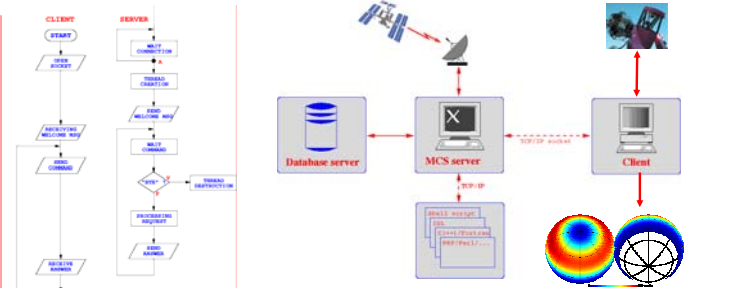 CLIENT
SERVER
START
OPEN
SOCKET
RECEIVING
WELCOME MSG
SEND
COMMAND
RECEIVE
ANSWER
WAIT
CONNECTION
A
THREAD
CREATION
SEND
WELCOME MSG
WAIT
COMMAND
"BYE"
THREAD
DESTRUCTION
PROCESSING
REQUEST
SEND
ANSWER
Database server
X
MCS server
TCP/IP socket
Client
TCP/IP
Shell script
IDL
C/C++/Fortran
PHP/Perl/...